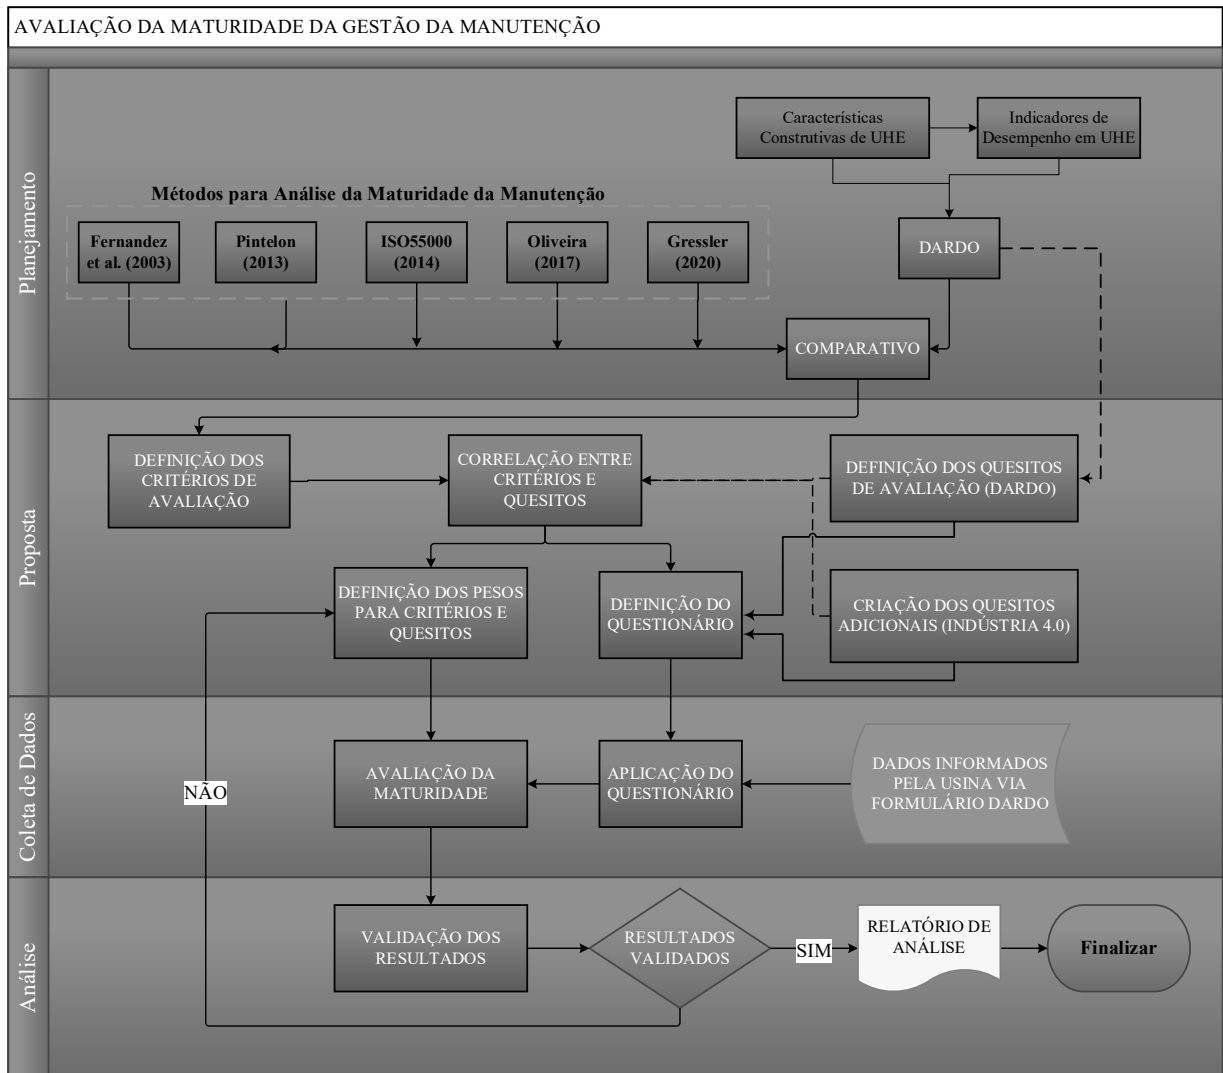 AVALIAÇÃO DA MATURIDADE DA GESTÃO DA MANUTENÇÃO
Planejamento
Características
Construtivas de UHE
Indicadores de
Desempenho em UHE
Métodos para Análise da Maturidade da Manutenção
Fernandez
et al. (2003)
Pintelon
(2013)
ISO55000
(2014)
Oliveira
(2017)
Gressler
(2020)
DARDO
COMPARATIVO
Proposta
DEFINIÇÃO DOS
CRITÉRIOS DE
AVALIAÇÃO
CORRELAÇÃO ENTRE
CRITÉRIOS E
QUESITOS
DEFINIÇÃO DOS QUESITOS
DE AVALIAÇÃO (DARDO)
DEFINIÇÃO DOS PESOS
PARA CRITÉRIOS E
QUESITOS
DEFINIÇÃO DO
QUESTIONÁRIO
CRIAÇÃO DOS QUESITOS
ADICIONAIS (INDÚSTRIA 4.0)
Coleta de Dados
NÃO
AVALIAÇÃO DA
MATURIDADE
APLICAÇÃO DO
QUESTIONÁRIO
DADOS INFORMADOS
PELA USINA VIA
FORMULÁRIO DARDO
Análise
VALIDAÇÃO DOS
RESULTADOS
RESULTADOS
VALIDADOS
SIM
RELATÓRIO DE
ANÁLISE
Finalizar